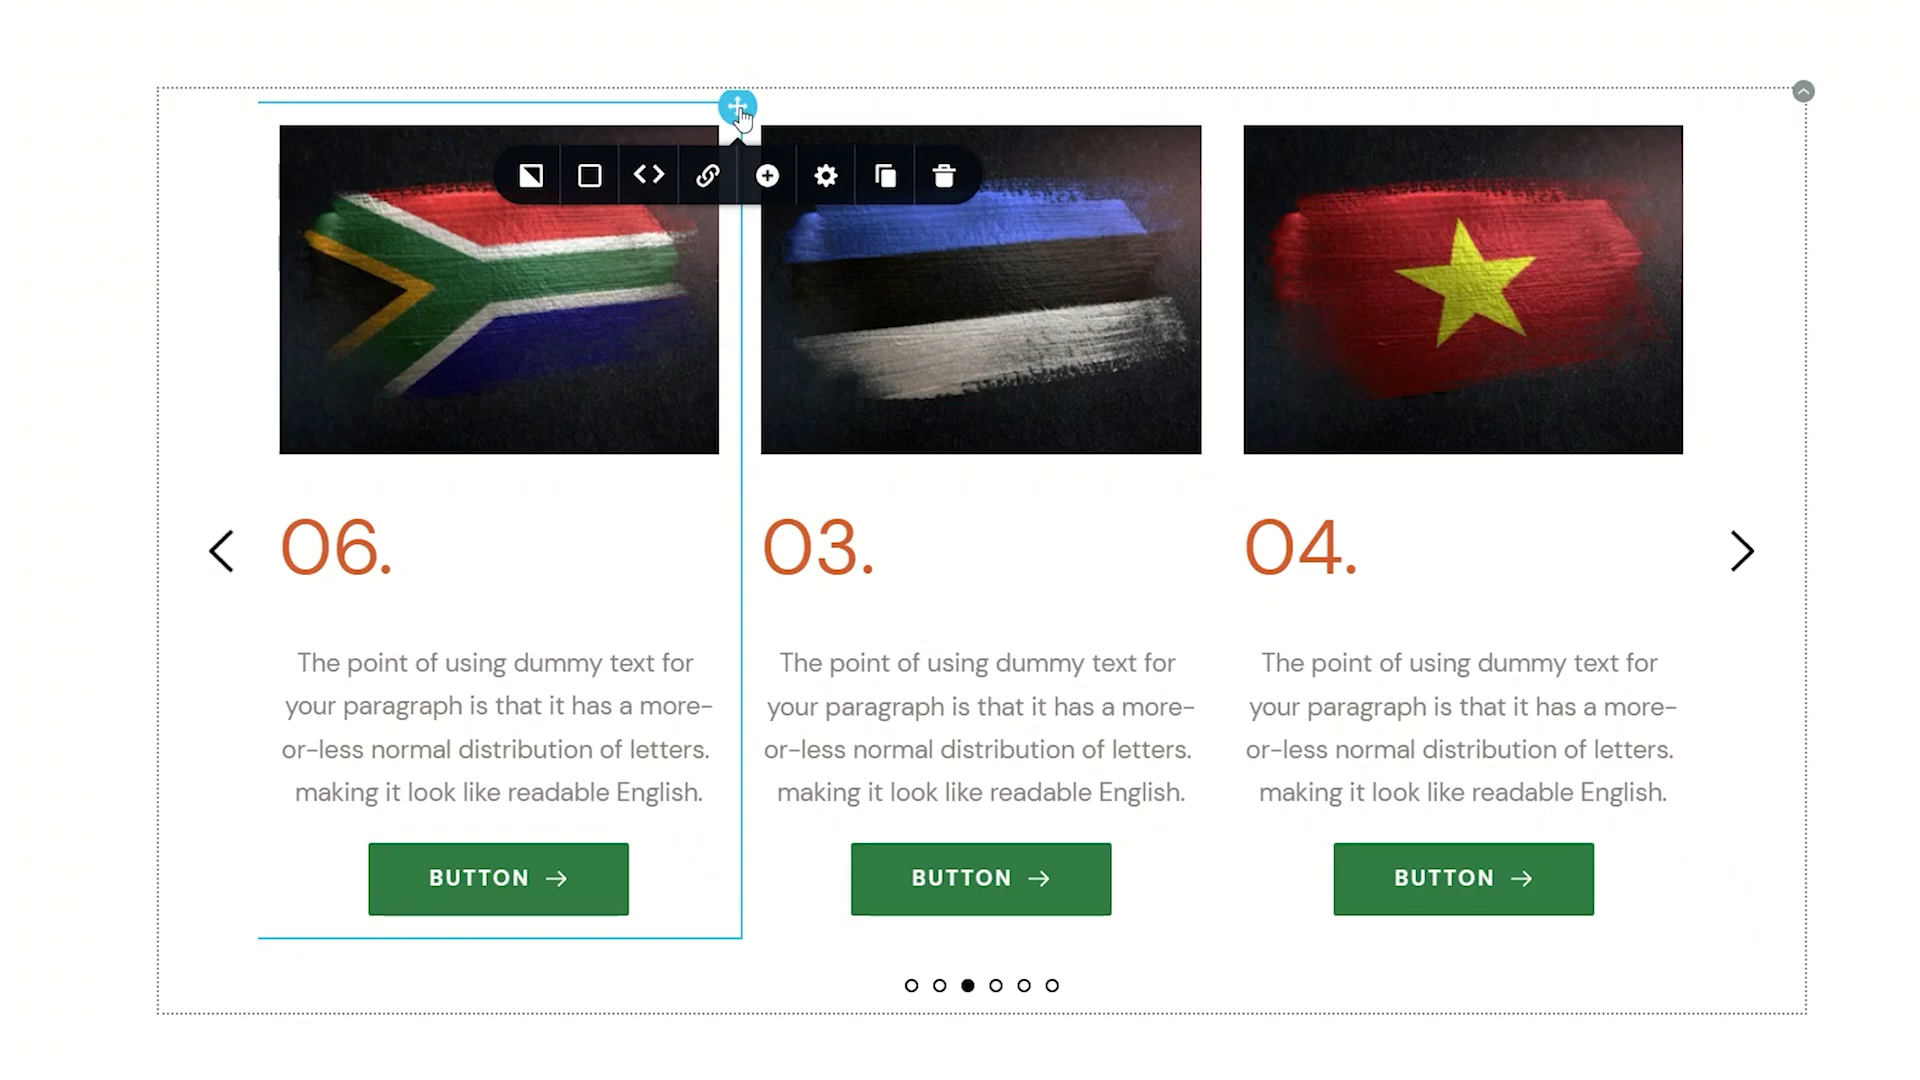 06.
The point of using dummy text for
your paragraph is that it has a more-
or-less normal distribution of letters.
making it look like readable English.
BUTTON →
03.
The point of using dummy text for
your paragraph is that it has a more-
or-less normal distribution of letters.
making it look like readable English.
BUTTON →
04.
The point of using dummy text for
your paragraph is that it has a more-
or-less normal distribution of letters.
making it look like readable English.
BUTTON →